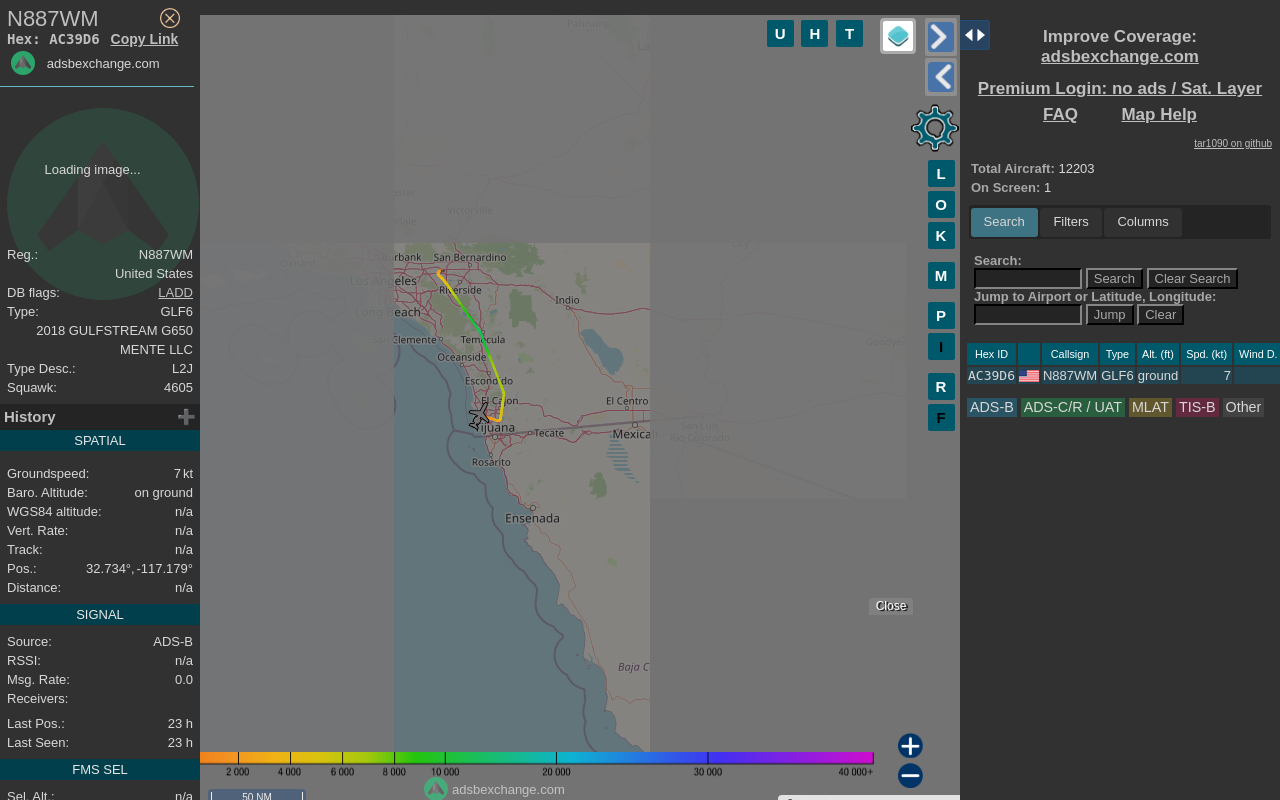 N887WM
Hex: AC39D6 Copy Link
adsbexchange.com
Loading image...
Reg.: N887WM
United States
DB flags: LADD
Type: GLF6
2018 GULFSTREAM G650
MENTE LLC
Type Desc.: L2J
Squawk: 4605
History
SPATIAL
Groundspeed: 7 kt
Baro. Altitude: on ground
WGS84 altitude: n/a
Vert. Rate: n/a
Track: n/a
Pos.: 32.734°, -117.179°
Distance: n/a
SIGNAL
Source: ADS-B
RSSI: n/a
Msg. Rate: 0.0
Receivers:
Last Pos.: 23 h
Last Seen: 23 h
FMS SEL
Sel. Alt.: n/a
U H T
L
O
K
M
P
I
R
F
Victorville
rbank San Bernardino
Los Angeles
Riverside
Indio
Long Beach
San Clemente
Temecula
Oceanside
Escondido
El Cajon
El Centro
Tijuana
Tecate
Mexica
San Luis
Río Colorado
Rosarito
Ensenada
Baja C
Close
2 000 4 000 6 000 8 000 10 000 20 000 30 000 40 000+
adsbexchange.com
50 NM
Improve Coverage:
adsbexchange.com
Premium Login: no ads / Sat. Layer
FAQ Map Help
tar1090 on github
Total Aircraft: 12203
On Screen: 1
Search Filters Columns
Search:
Search Clear Search
Jump to Airport or Latitude, Longitude:
Jump Clear
Hex ID Callsign Type Alt. (ft) Spd. (kt) Wind D.
AC39D6 N887WM GLF6 ground 7
ADS-B ADS-C/R / UAT MLAT TIS-B Other